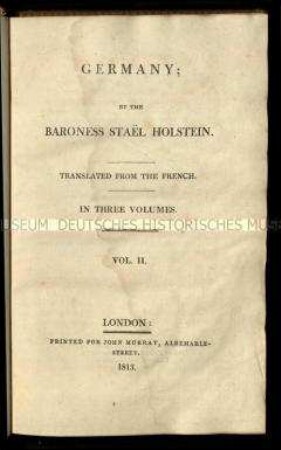 GERMANY;
BY THE
BARONESS STAËL HOLSTEIN.
TRANSLATED FROM THE FRENCH.
MUSEUM DEUTSCHES HISTORISCHES MUSEUM
IN THREE VOLUMES.
VOL. II.
LONDON:
PRINTED FOR JOHN MURRAY, ALBEMARLE-
STREET.
1813.